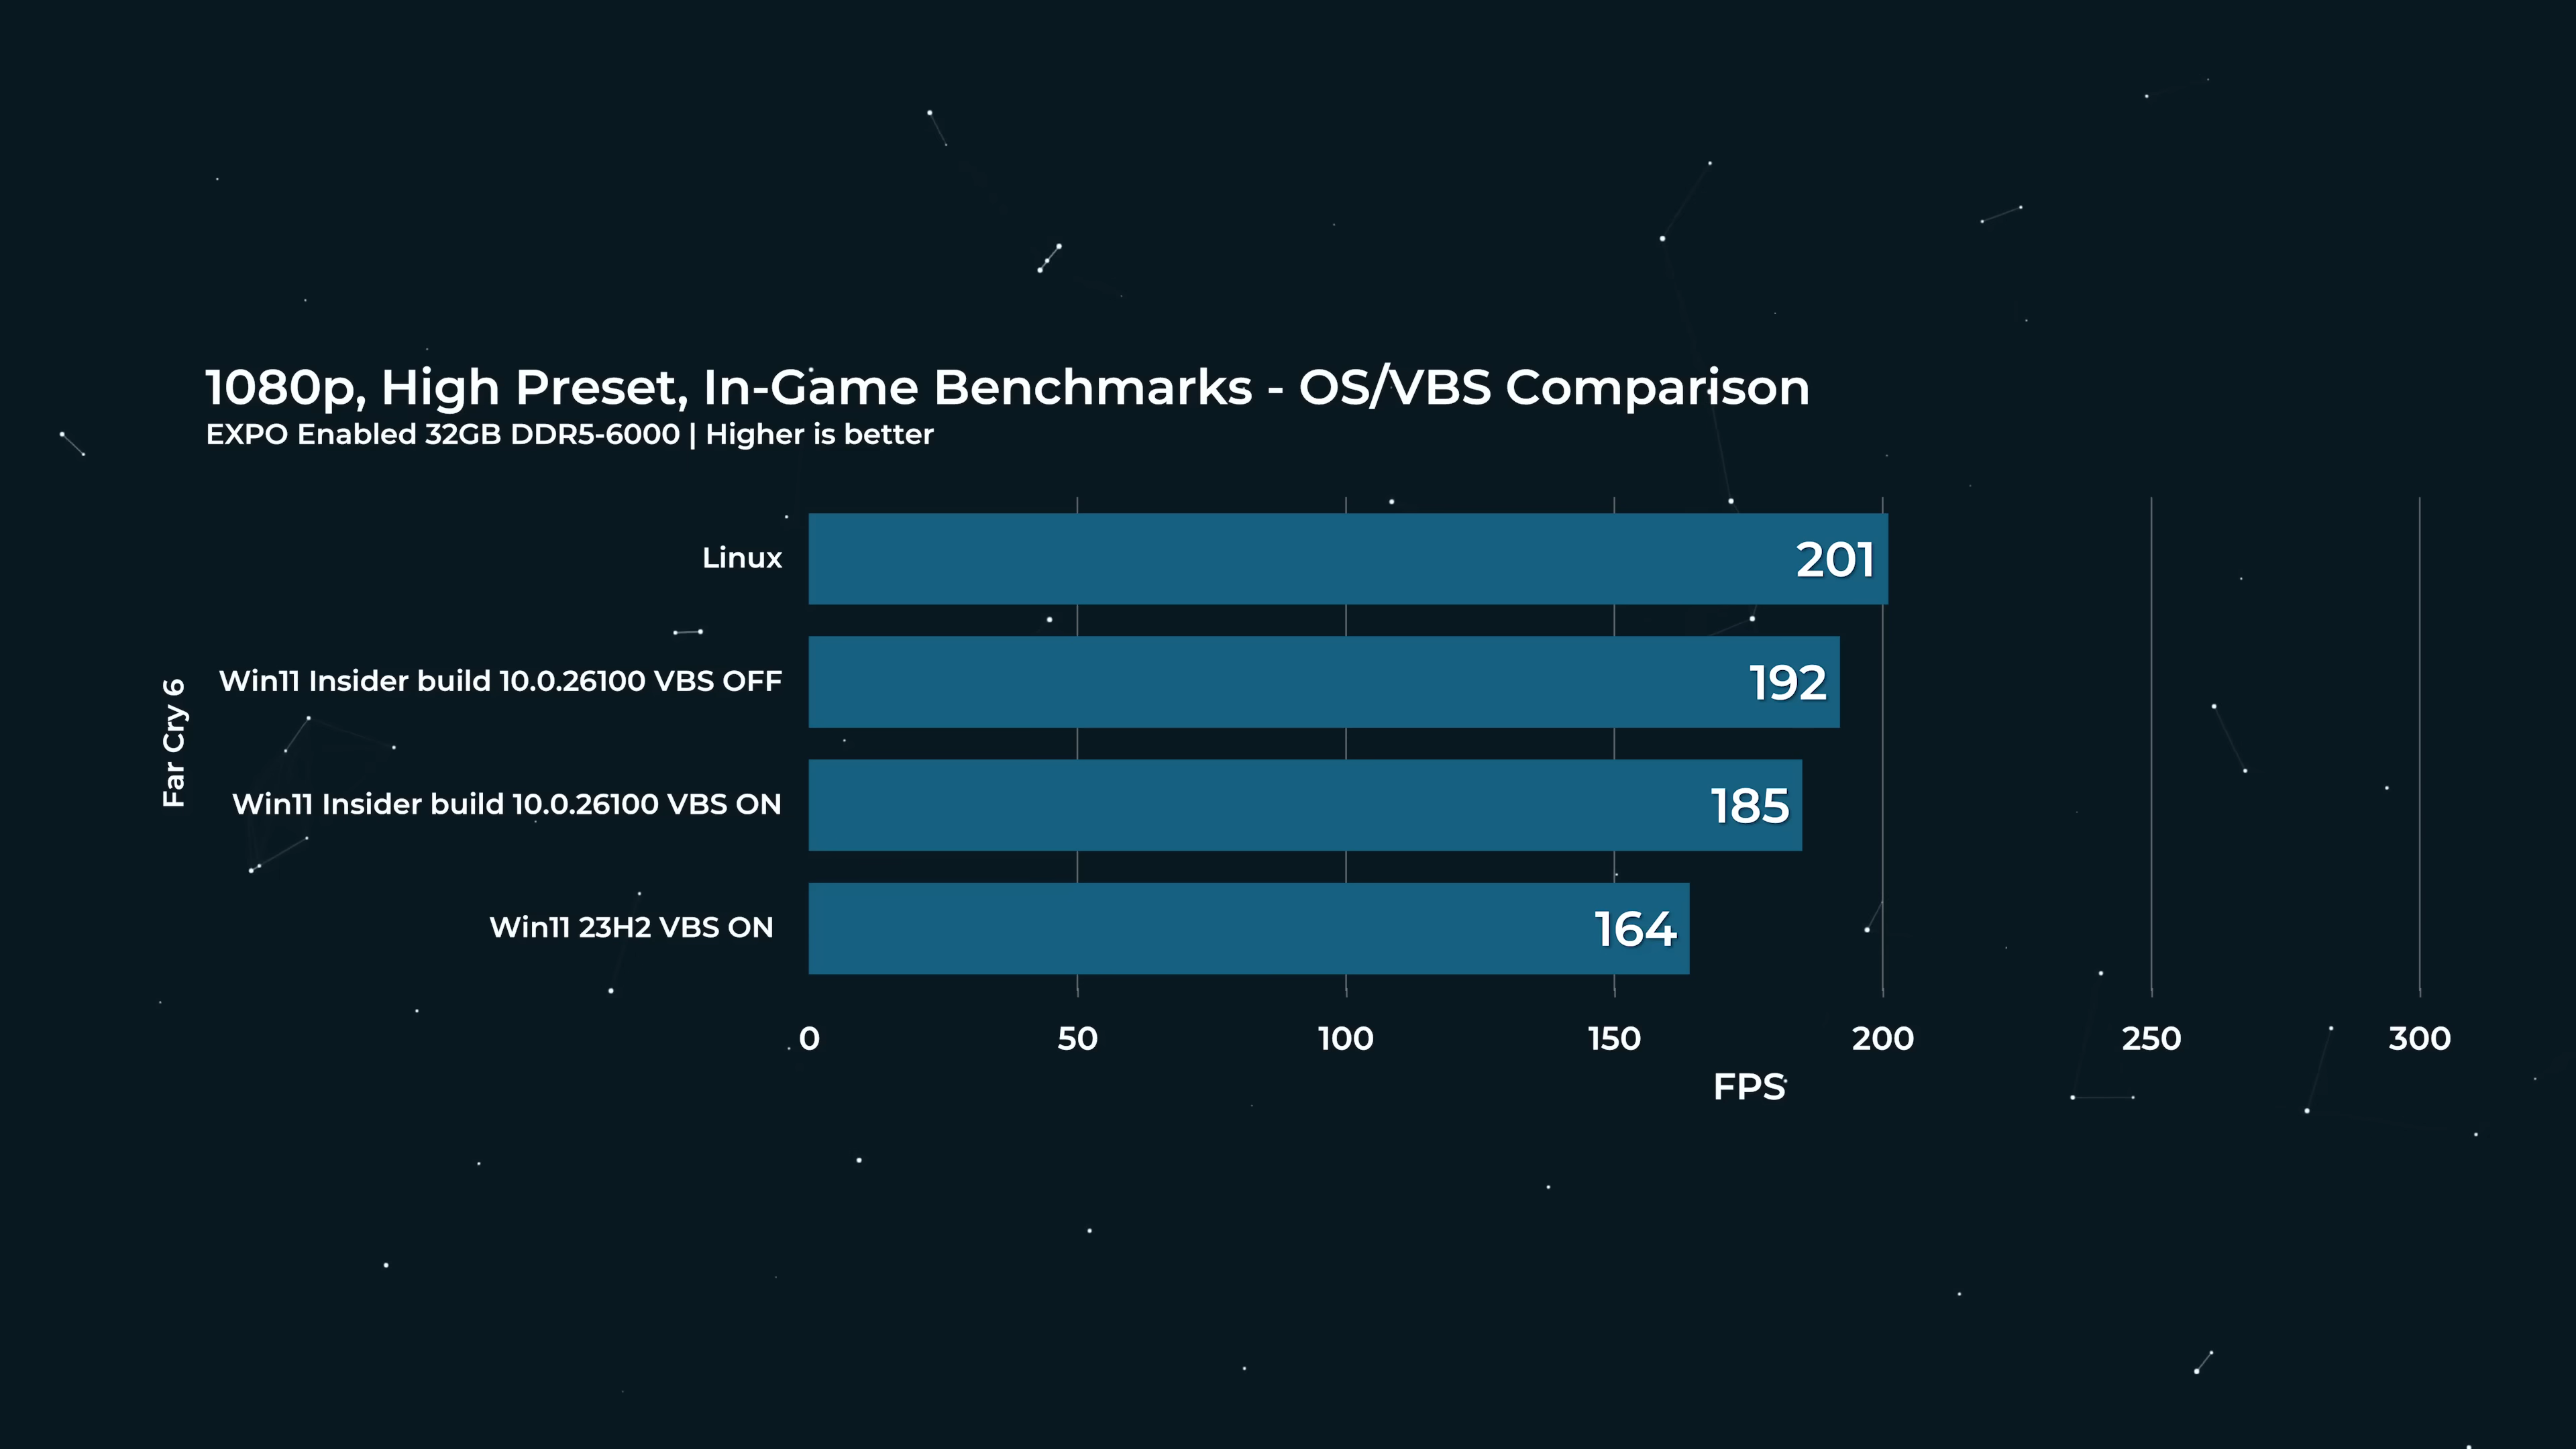 1080p, High Preset, In-Game Benchmarks - OS/VBS Comparison
EXPO Enabled 32GB DDR5-6000 | Higher is better
Far Cry 6
Linux
201
Win11 Insider build 10.0.26100 VBS OFF
192
Win11 Insider build 10.0.26100 VBS ON
185
Win11 23H2 VBS ON
164
0 50 100 150 200 250 300
FPS